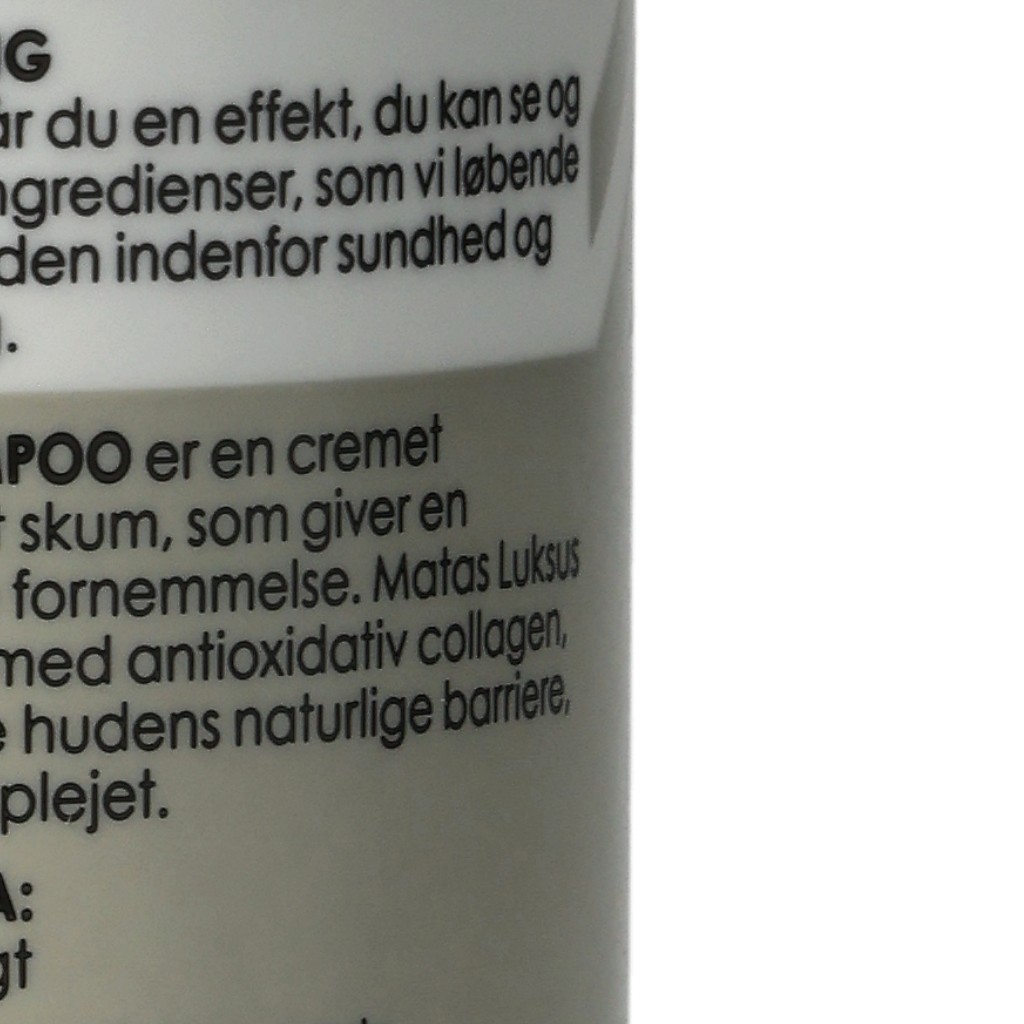 G
år du en effekt, du kan se og
ngredienser, som vi løbende
den indenfor sundhed og
.
POO er en cremet
skum, som giver en
fornemmelse. Matas Luksus
med antioxidativ collagen,
hudens naturlige barriere,
plejet.
A:
gt